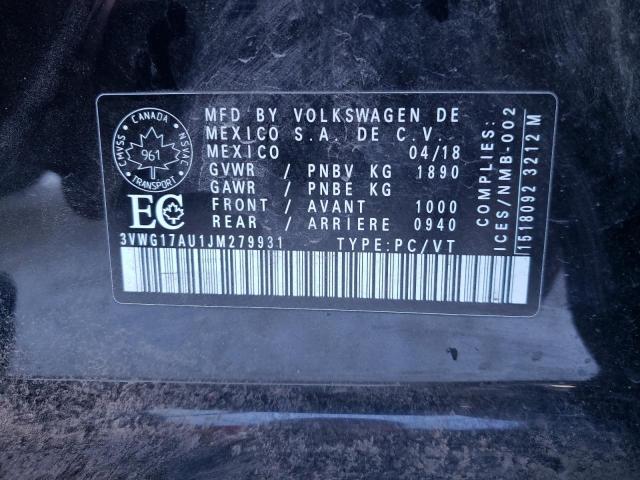 CANADA
CMVSS
NSVAC
961
TRANSPORT
EC
MFD BY VOLKSWAGEN DE
MEXICO S.A. DE C.V.
MEXICO 04/18
GVWR / PNBV KG 1890
GAWR / PNBE KG
FRONT / AVANT 1000
REAR / ARRIERE 0940
3VWG17AU1JM279931 TYPE:PC/VT
COMPLIES:
ICES/NMB-002
1518092 3212 M